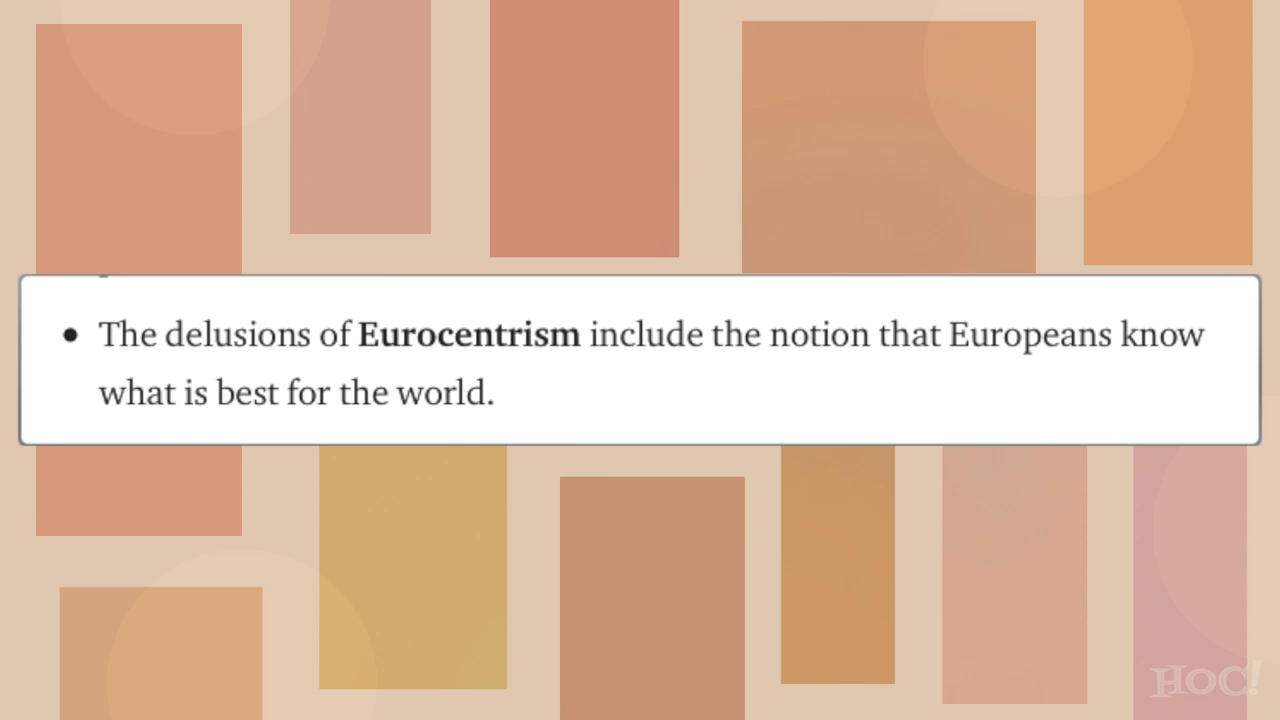 • The delusions of Eurocentrism include the notion that Europeans know
what is best for the world.
HOC!